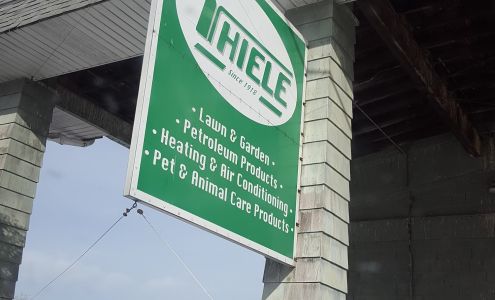 THIELE
Since 1918
• Lawn & Garden •
• Petroleum Products •
• Heating & Air Conditioning •
• Pet & Animal Care Products •